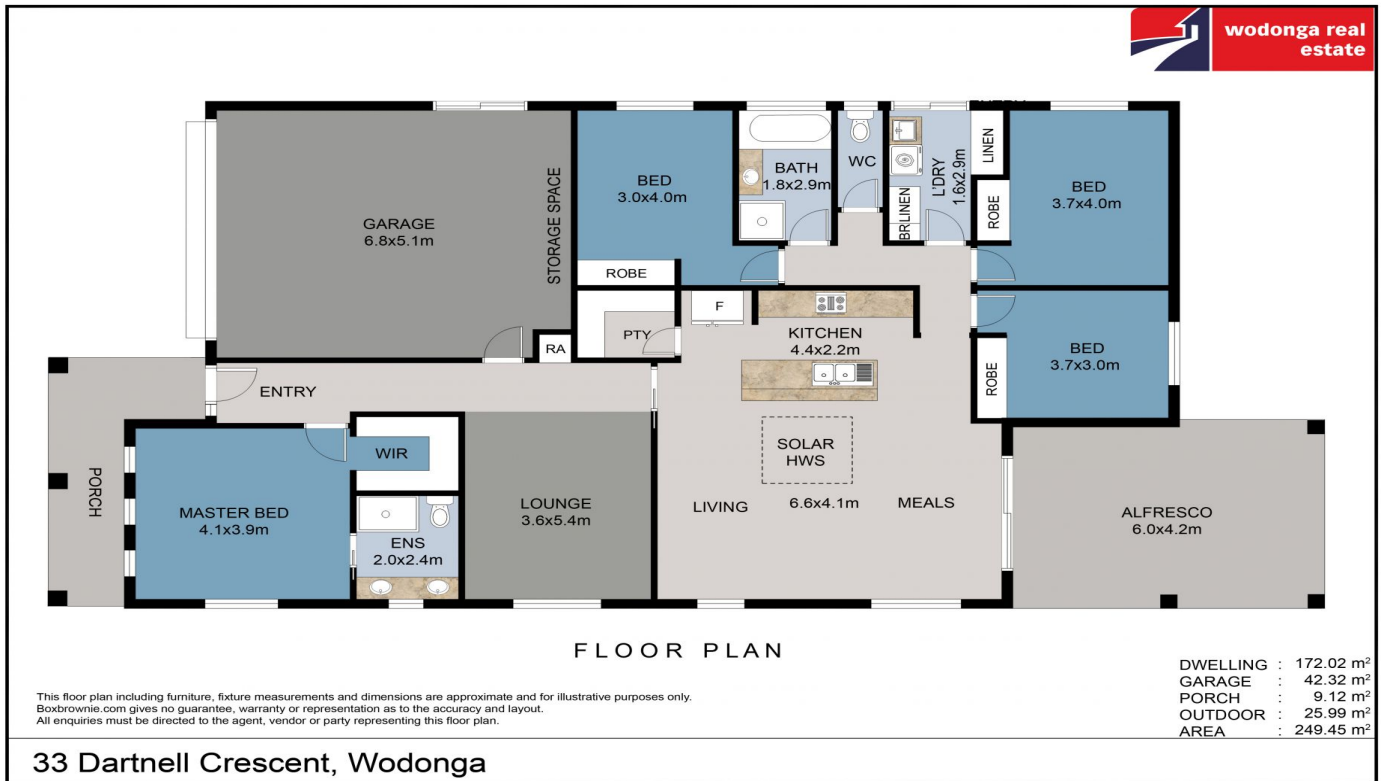 wodonga real
estate
GARAGE
6.8x5.1m
STORAGE SPACE
BED
3.0x4.0m
ROBE
BATH
1.8x2.9m
WC
L'DRY
1.6x2.9m
BR
LINEN
LINEN
ROBE
BED
3.7x4.0m
BED
3.7x3.0m
ROBE
PTY
F
KITCHEN
4.4x2.2m
RA
ENTRY
PORCH
MASTER BED
4.1x3.9m
WIR
ENS
2.0x2.4m
LOUNGE
3.6x5.4m
SOLAR
HWS
LIVING
6.6x4.1m
MEALS
ALFRESCO
6.0x4.2m
FLOOR PLAN
This floor plan including furniture, fixture measurements and dimensions are approximate and for illustrative purposes only.
Boxbrownie.com gives no guarantee, warranty or representation as to the accuracy and layout.
All enquiries must be directed to the agent, vendor or party representing this floor plan.
DWELLING : 172.02 m²
GARAGE : 42.32 m²
PORCH : 9.12 m²
OUTDOOR : 25.99 m²
AREA : 249.45 m²
33 Dartnell Crescent, Wodonga